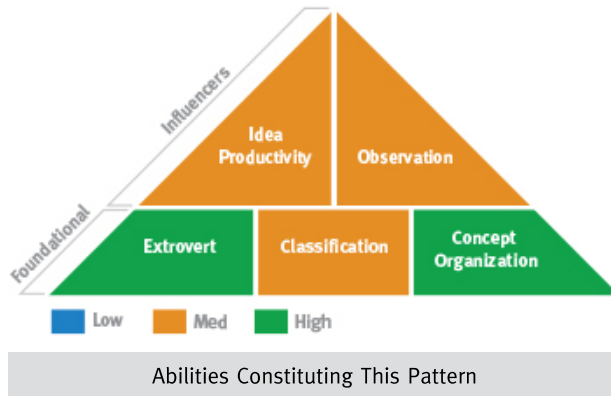 Influencers
Idea
Productivity
Observation
Foundational
Extrovert
Classification
Concept
Organization
Low
Med
High
Abilities Constituting This Pattern